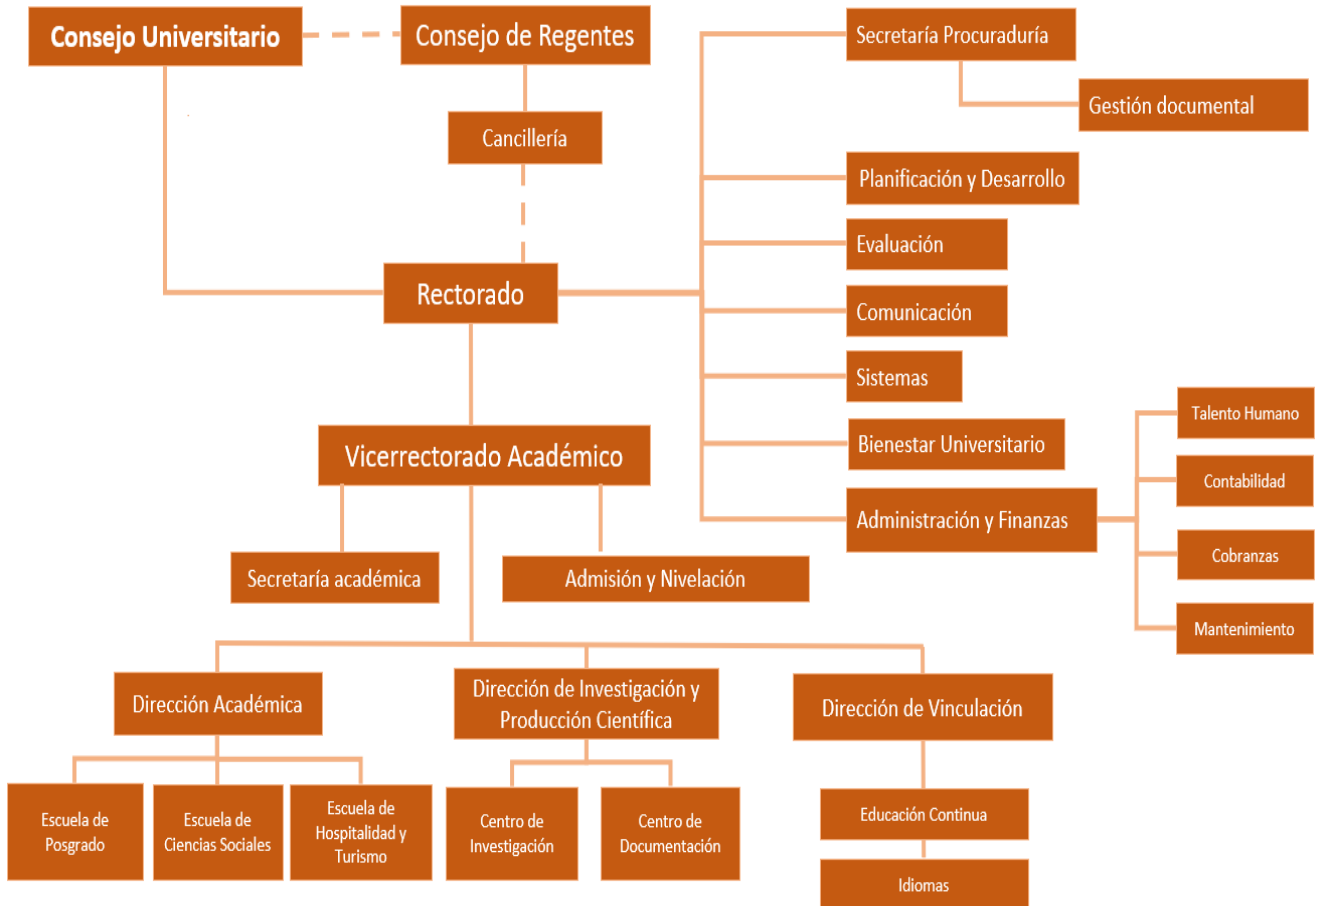 Consejo Universitario
Consejo de Regentes
Secretaría Procuraduría
Gestión documental
Cancillería
Planificación y Desarrollo
Evaluación
Rectorado
Comunicación
Sistemas
Talento Humano
Vicerrectorado Académico
Bienestar Universitario
Contabilidad
Administración y Finanzas
Cobranzas
Secretaría académica
Admisión y Nivelación
Mantenimiento
Dirección Académica
Dirección de Investigación y
Producción Científica
Dirección de Vinculación
Escuela de
Posgrado
Escuela de
Ciencias Sociales
Escuela de
Hospitalidad y
Turismo
Centro de
Investigación
Centro de
Documentación
Educación Continua
Idiomas